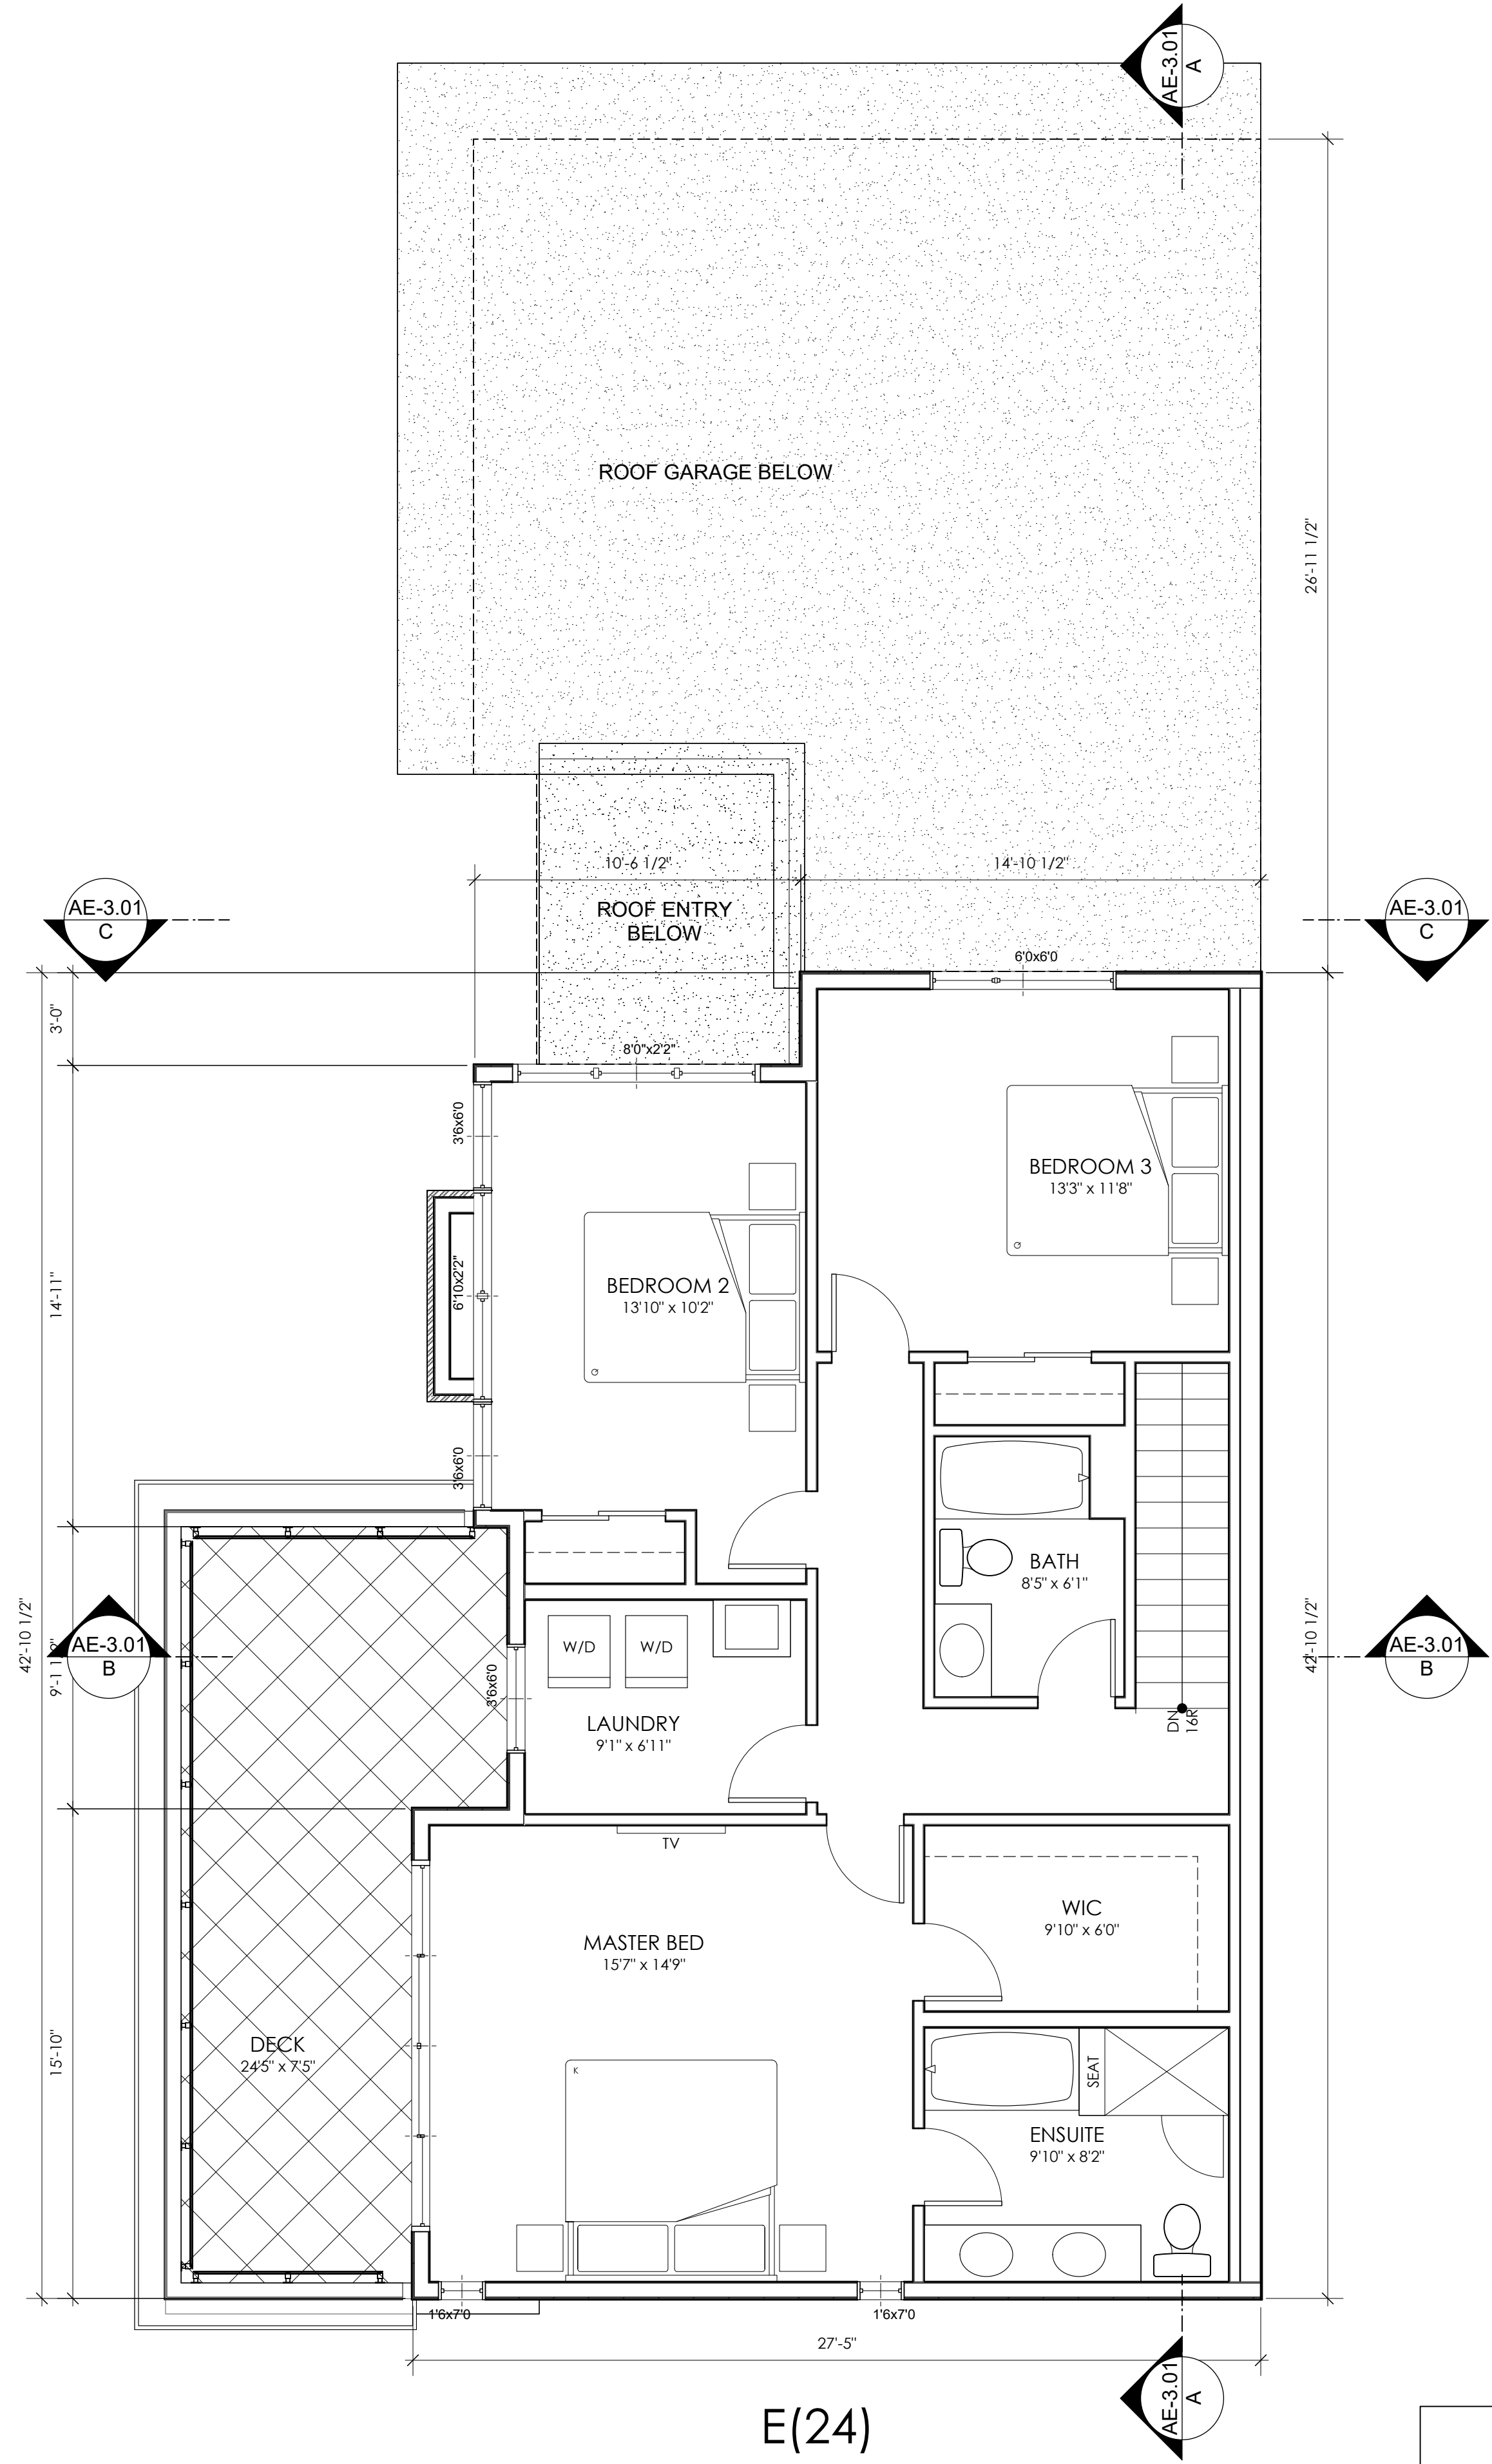 AE-3.01
A
ROOF GARAGE BELOW
26'-11 1/2"
10'-6 1/2"
14'-10 1/2"
ROOF ENTRY
BELOW
AE-3.01
C
AE-3.01
C
6'0x6'0
3'-0"
8'0"x2'2"
3'6x6'0
BEDROOM 3
13'3" x 11'8"
14'-11"
6'10x2'2"
BEDROOM 2
13'10" x 10'2"
3'6x6'0
BATH
8'5" x 6'1"
42'-10 1/2"
AE-3.01
B
W/D
W/D
42'-10 1/2"
AE-3.01
B
3'6x6'0
LAUNDRY
9'1" x 6'11"
DN
16R
TV
WIC
9'10" x 6'0"
MASTER BED
15'7" x 14'9"
15'-10"
DECK
24'5" x 7'5"
K
SEAT
ENSUITE
9'10" x 8'2"
1'6x7'0
1'6x7'0
27'-5"
AE-3.01
A
E(24)